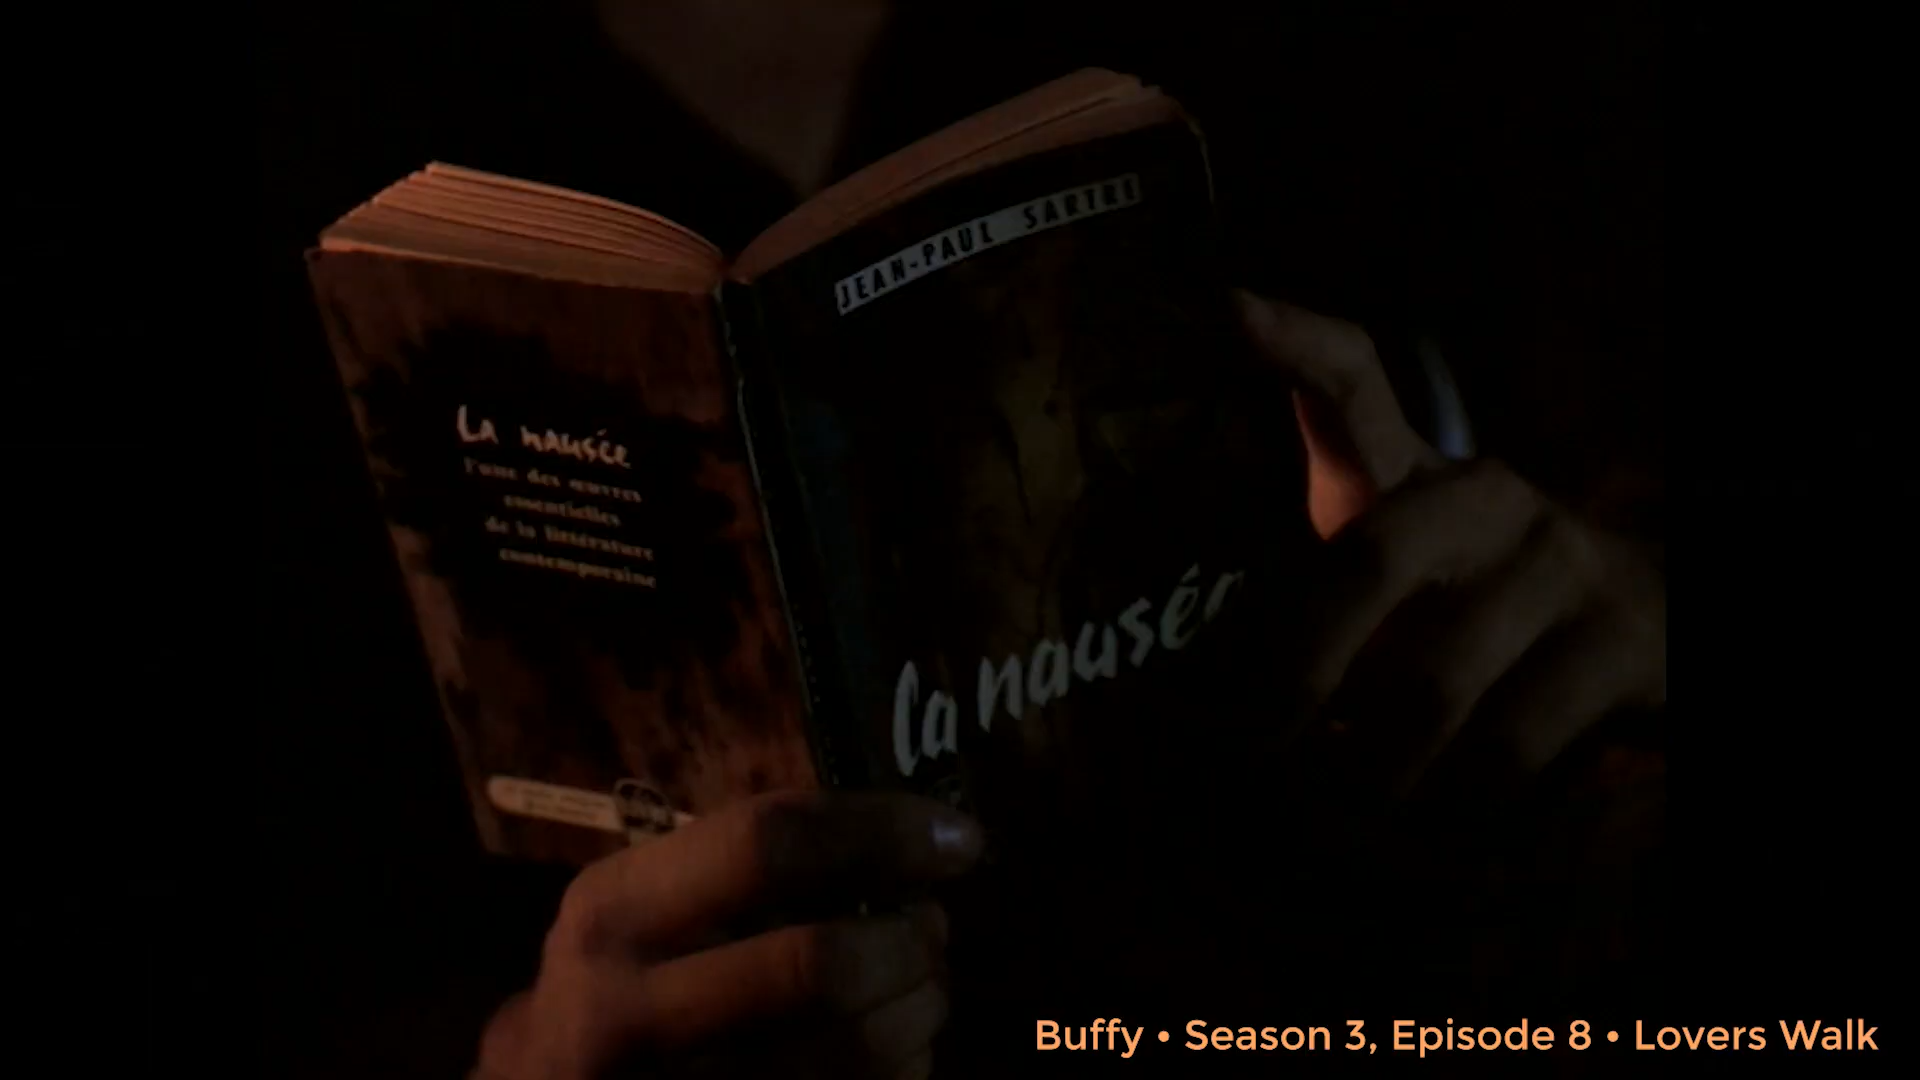 JEAN-PAUL SARTRE
La nausée
l'une des œuvres
essentielles
de la littérature
contemporaine
la nausée
Buffy • Season 3, Episode 8 • Lovers Walk